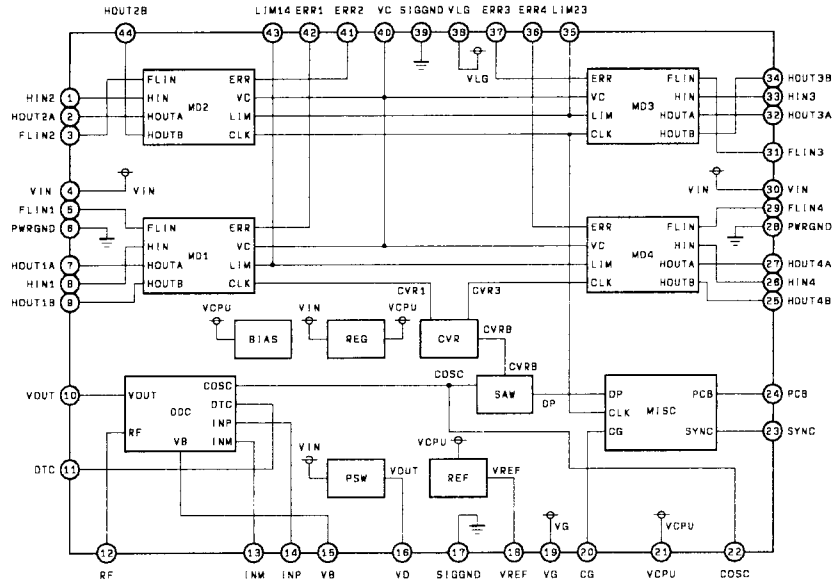 HOUT2B LIM14 ERR1 ERR2 VC SIGGND VLG ERR3 ERR4 LIM23
44 43 42 41 40 39 38 37 36 35
VLG
FLIN ERR ERR FLIN 34 HOUT3B
HIN2 1 HIN VC VC HIN 33 HIN3
MD2 MD3
HOUT2A 2 HOUTA LIM LIM HOUTA 32 HOUT3A
FLIN2 3 HOUTB CLK CLK HOUTB
31 FLIN3
VIN 4 VIN VIN 30 VIN
FLIN1 5 29 FLIN4
PWRGND 6 FLIN ERR ERR FLIN 28 PWRGND
HIN VC VC HIN
MD1 MD4
HOUT1A 7 HOUTA LIM LIM HOUTA 27 HOUT4A
HIN1 8 HOUTB CLK CLK HOUTB 26 HIN4
HOUT1B 9 CVR1 CVR3 25 HOUT4B
VCPU VIN VCPU
BIAS REG CVR CVRB
COSC CVRB
VOUT 10 VOUT COSC SAW DP DP PCB 24 PCB
DDC DTC CLK MISC
RF INP CG SYNC 23 SYNC
VB INM VIN VCPU
DTC 11 PSW VOUT REF VREF
VG VCPU
12 13 14 15 16 17 18 19 20 21 22
RF INM INP VB VD SIGGND VREF VG CG VCPU COSC